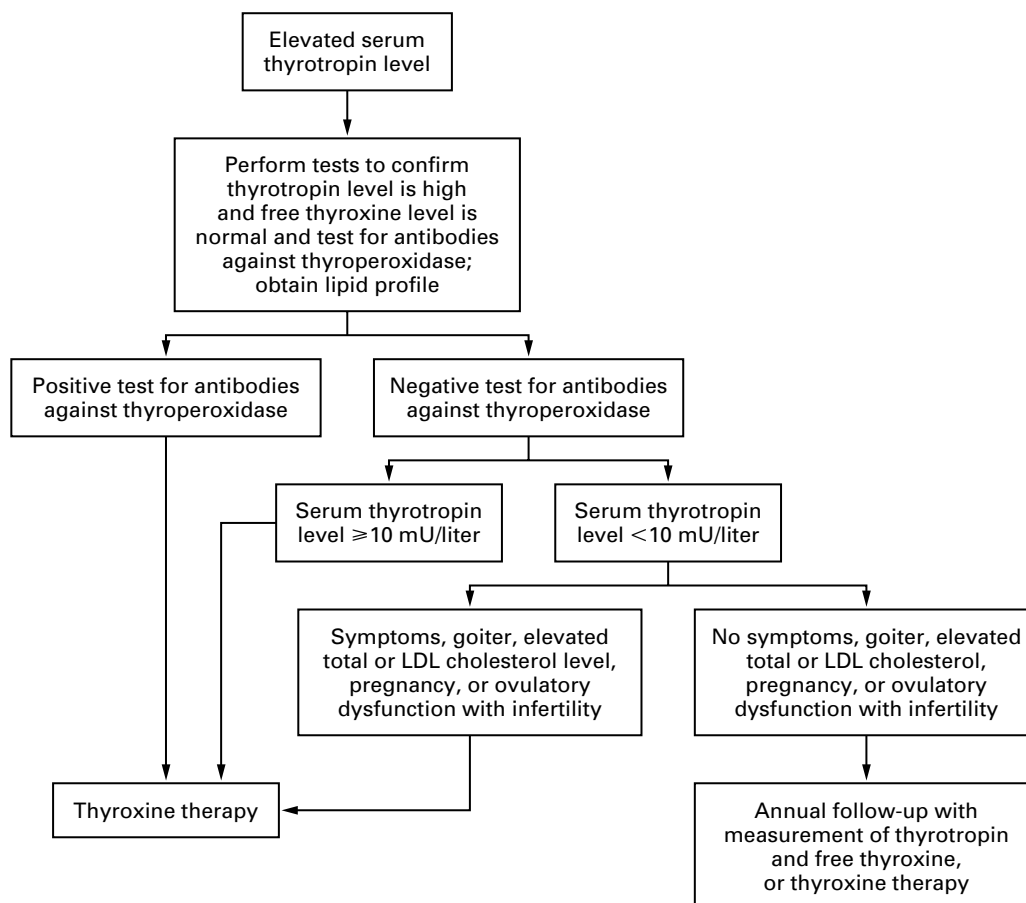 Elevated serum
thyrotropin level
Perform tests to confirm
thyrotropin level is high
and free thyroxine level is
normal and test for antibodies
against thyroperoxidase;
obtain lipid profile
Positive test for antibodies
against thyroperoxidase
Negative test for antibodies
against thyroperoxidase
Serum thyrotropin
level ⩾10 mU/liter
Serum thyrotropin
level <10 mU/liter
Symptoms, goiter, elevated
total or LDL cholesterol level,
pregnancy, or ovulatory
dysfunction with infertility
No symptoms, goiter, elevated
total or LDL cholesterol,
pregnancy, or ovulatory
dysfunction with infertility
Thyroxine therapy
Annual follow-up with
measurement of thyrotropin
and free thyroxine,
or thyroxine therapy